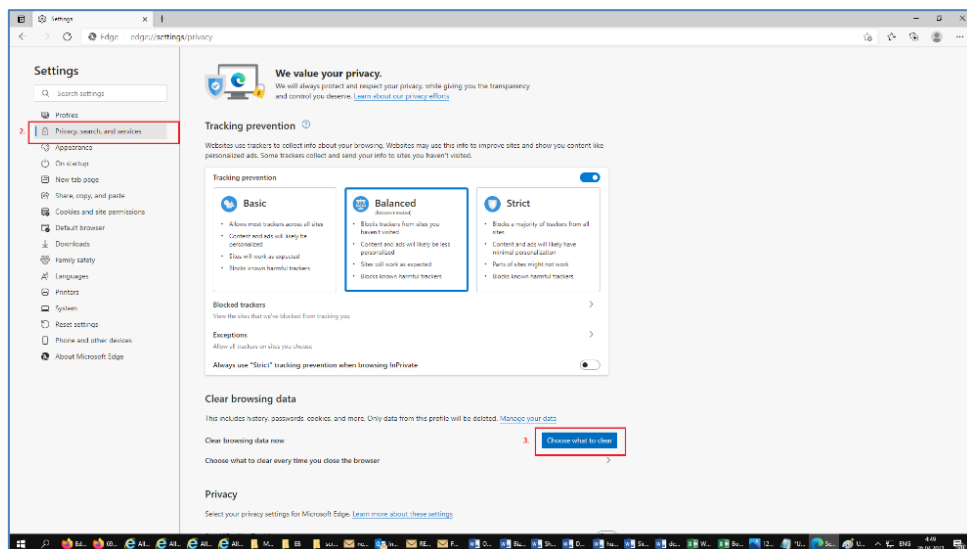 Settings
Edge
edge://settings/privacy
Settings
Search settings
Profiles
2.
Privacy, search, and services
Appearance
On startup
New tab page
Share, copy, and paste
Cookies and site permissions
Default browser
Downloads
Family safety
Languages
Printers
System
Reset settings
Phone and other devices
About Microsoft Edge
We value your privacy.
We will always protect and respect your privacy, while giving you the transparency
and control you deserve. Learn about our privacy efforts
Tracking prevention
Websites use trackers to collect info about your browsing. Websites may use this info to improve sites and show you content like
personalized ads. Some trackers collect and send your info to sites you haven't visited.
Tracking prevention
Basic
• Allows most trackers across all sites
• Content and ads will likely be
personalized
• Sites will work as expected
• Blocks known harmful trackers
Balanced
(Recommended)
• Blocks trackers from sites you
haven't visited
• Content and ads will likely be less
personalized
• Sites will work as expected
• Blocks known harmful trackers
Strict
• Blocks a majority of trackers from all
sites
• Content and ads will likely have
minimal personalization
• Parts of sites might not work
• Blocks known harmful trackers
Blocked trackers
View the sites that we've blocked from tracking you
Exceptions
Allow all trackers on sites you choose
Always use "Strict" tracking prevention when browsing InPrivate
Clear browsing data
This includes history, passwords, cookies, and more. Only data from this profile will be deleted. Manage your data
Clear browsing data now
3.
Choose what to clear
Choose what to clear every time you close the browser
Privacy
Select your privacy settings for Microsoft Edge. Learn more about these settings
ENG
4:49